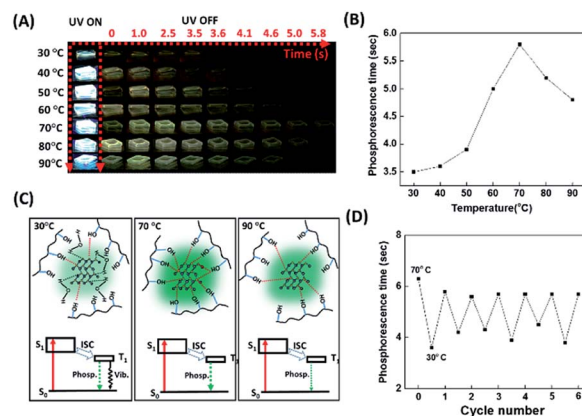 (A)
UV ON
UV OFF
0 1.0 2.5 3.5 3.6 4.1 4.6 5.0 5.8
Time (s)
30 °C
40 °C
50 °C
60 °C
70°C
80 °C
90°C
(B)
Phosphorescence time (sec)
6.0
5.5
5.0
4.5
4.0
3.5
30 40 50 60 70 80 90
Temperature(°C)
(C)
30°C
70 °C
90 °C
OH
HO
S1
ISC
T1
Phosp.
Vib.
S0
S1
ISC
Phosp.
S0
S1
ISC
Phosp.
S0
(D)
Phosphorescence time (sec)
8
6
4
2
70° C
30° C
0 1 2 3 4 5 6
Cycle number